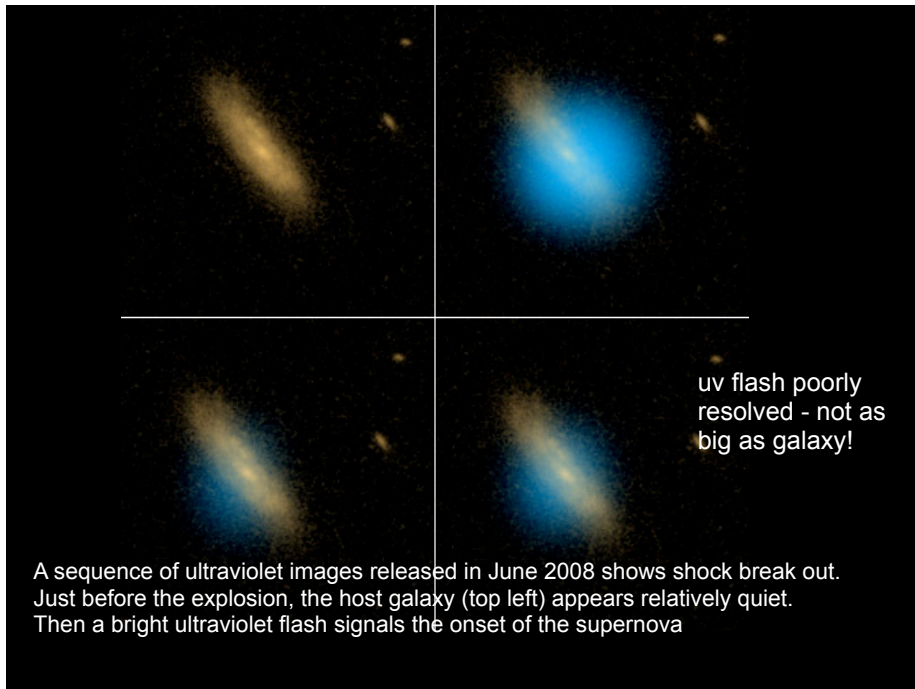 uv flash poorly
resolved - not as
big as galaxy!
A sequence of ultraviolet images released in June 2008 shows shock break out.
Just before the explosion, the host galaxy (top left) appears relatively quiet.
Then a bright ultraviolet flash signals the onset of the supernova